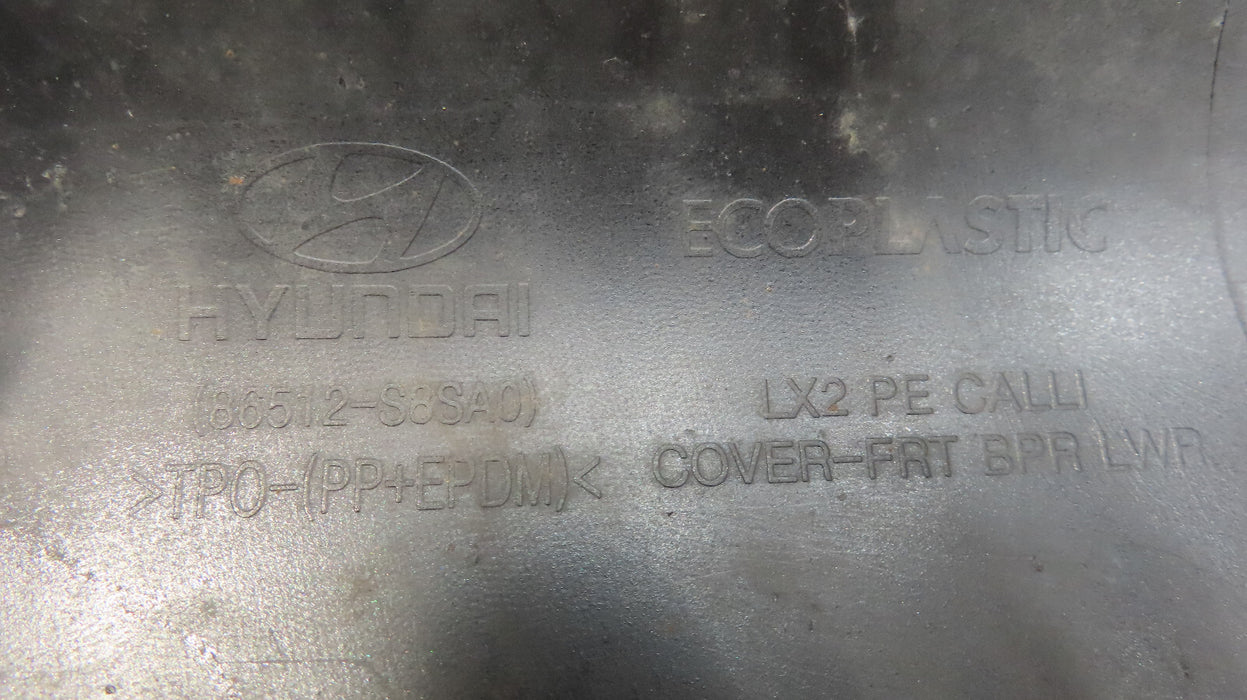 HYUNDAI
(86512-S8SA0)
>TPO-(PP+EPDM)<
ECOPLASTIC
LX2 PE CALLI
COVER-FRT BPR LWR